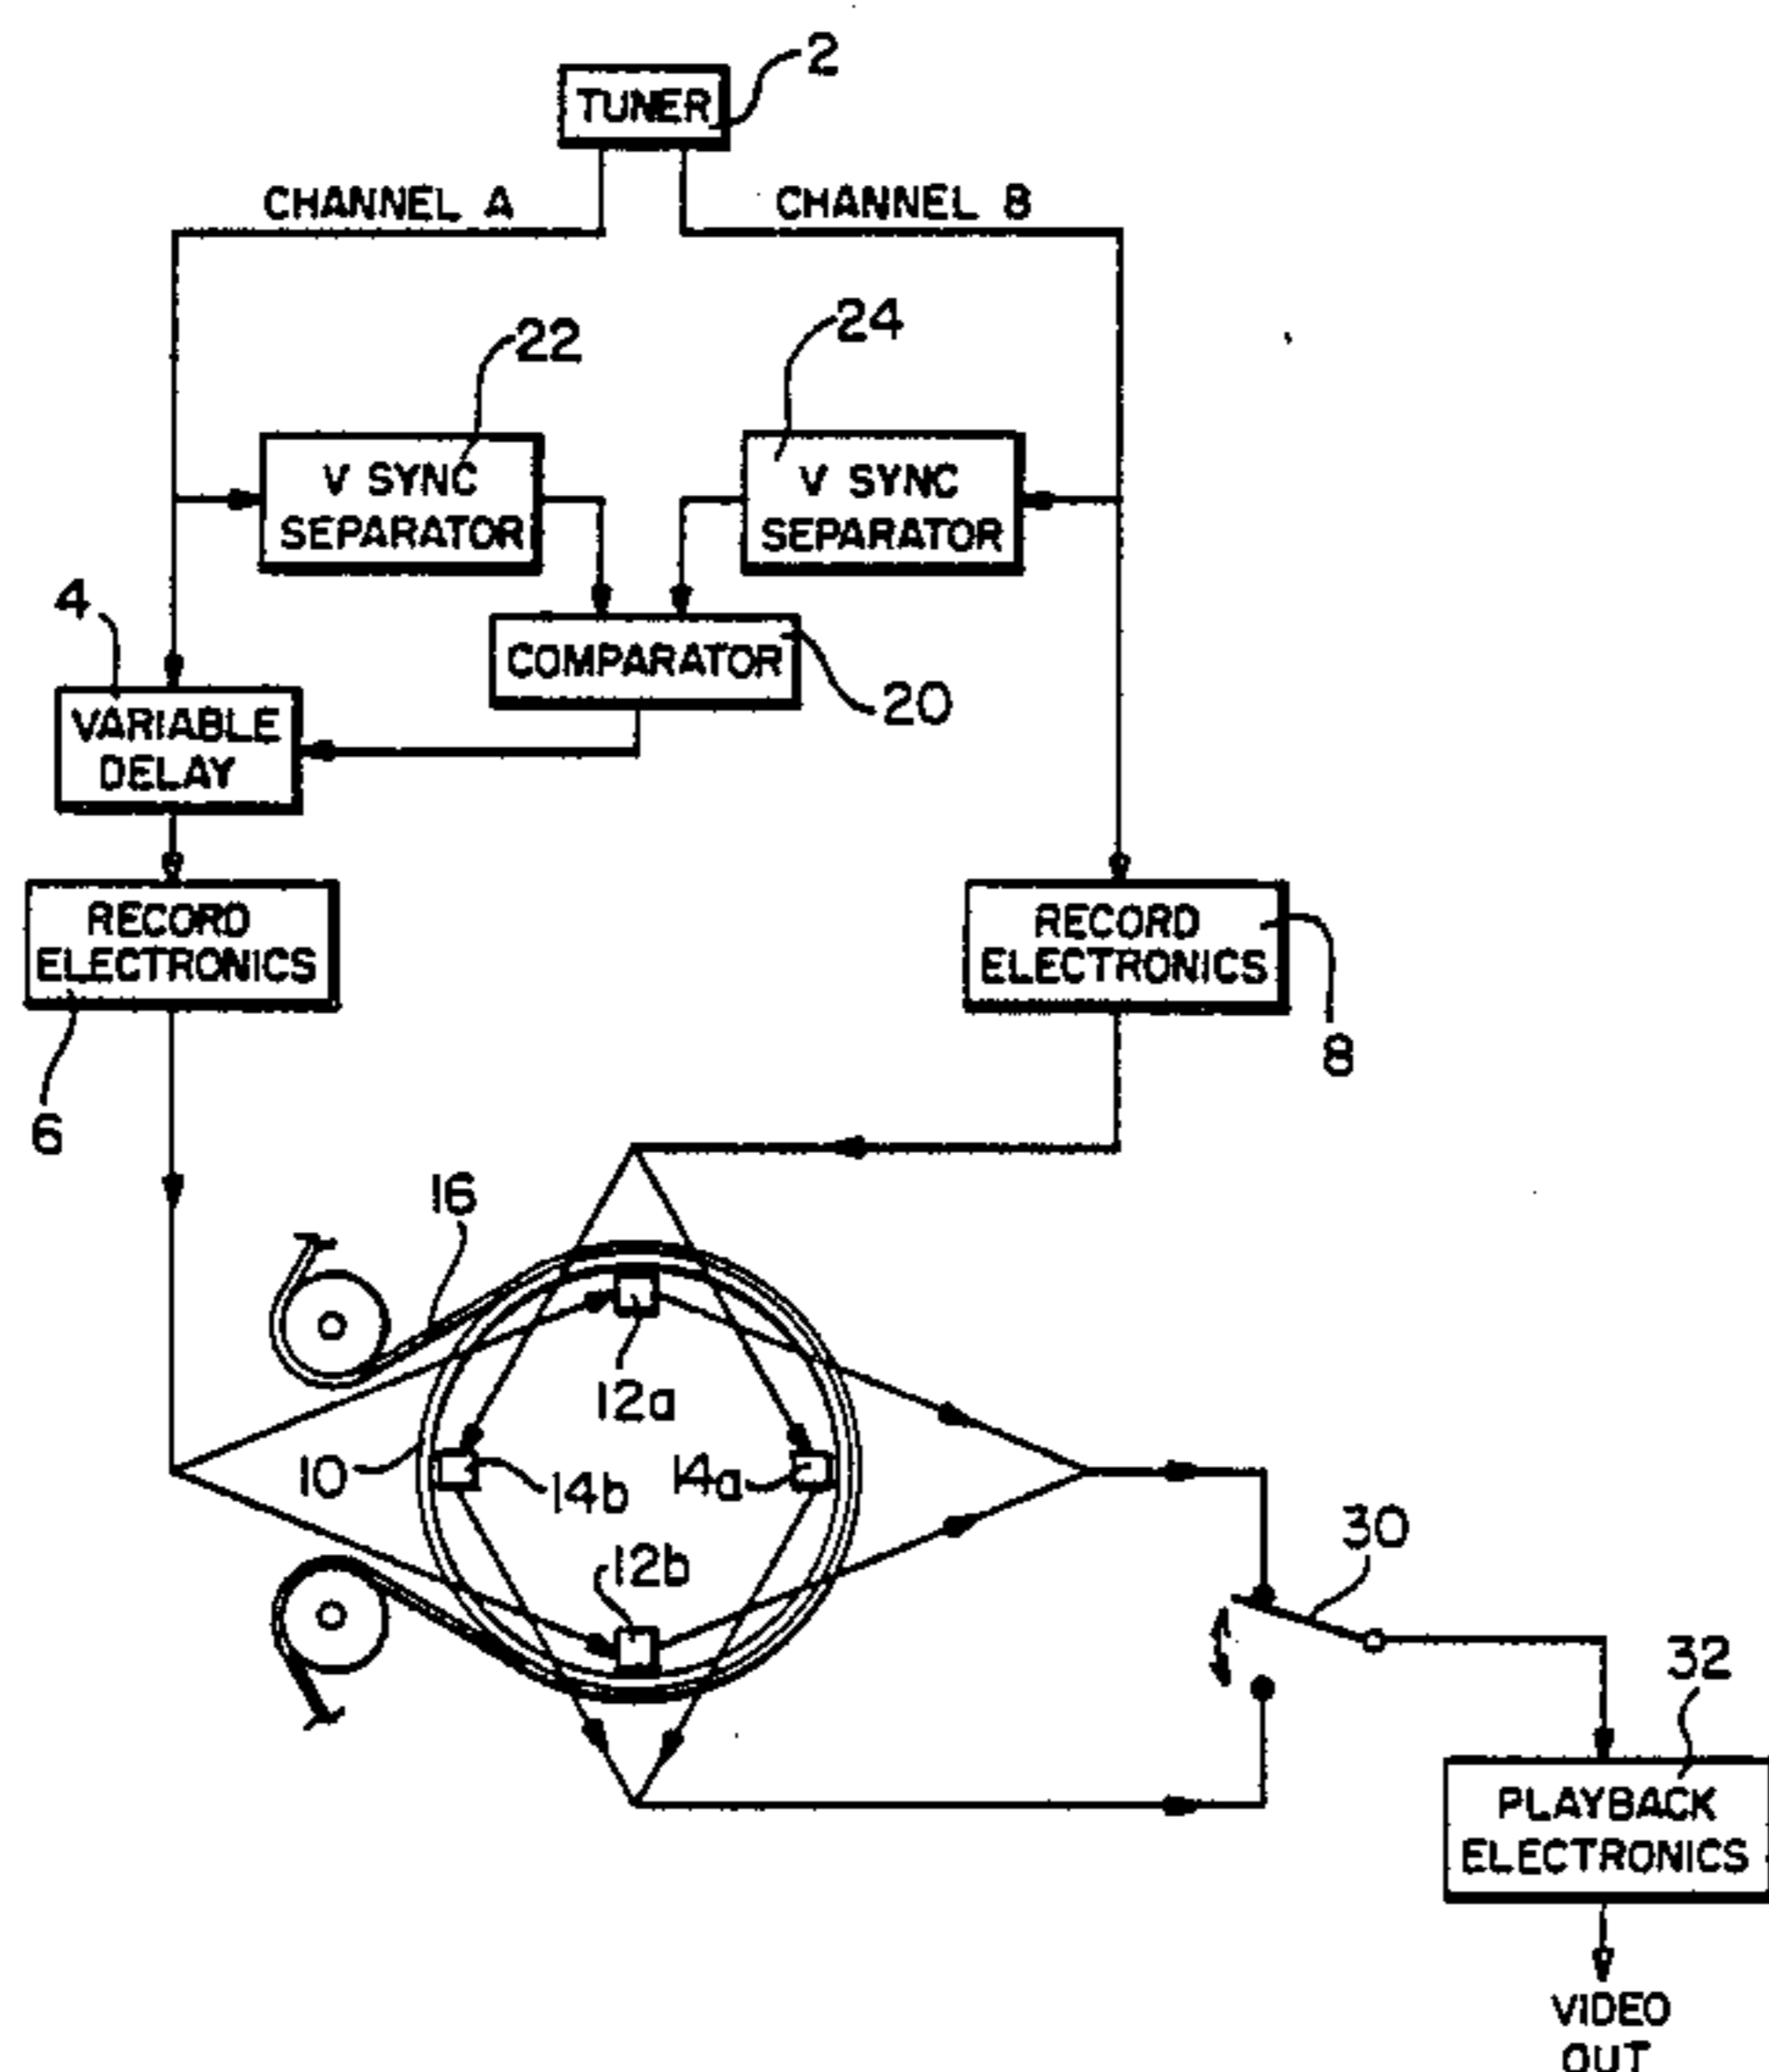 2
TUNER
CHANNEL A
CHANNEL B
22
24
V SYNC
SEPARATOR
V SYNC
SEPARATOR
4
COMPARATOR
20
VARIABLE
DELAY
RECORD
ELECTRONICS
RECORD
ELECTRONICS
6
8
16
12a
10
14b
14a
12b
30
32
PLAYBACK
ELECTRONICS
VIDEO
OUT